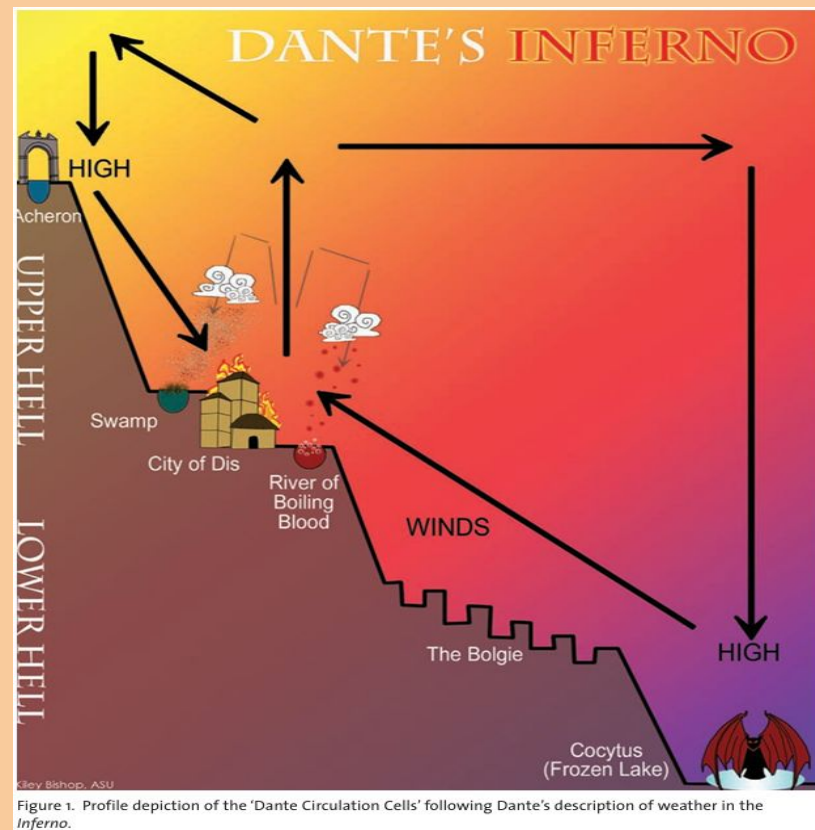 DANTE'S INFERNO
HIGH
Acheron
UPPER HELL
Swamp
City of Dis
River of
Boiling
Blood
WINDS
LOWER HELL
The Bolgie
HIGH
Cocytus
(Frozen Lake)
Kiley Bishop, ASU
Figure 1. Profile depiction of the 'Dante Circulation Cells' following Dante's description of weather in the
Inferno.